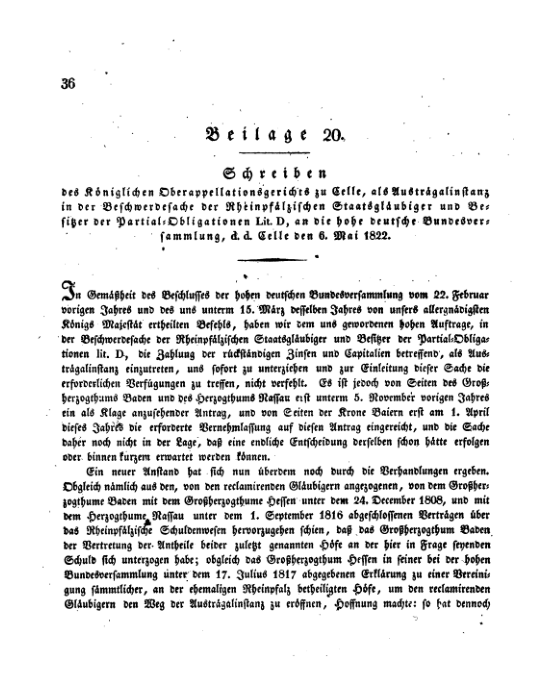 36
Beilage 20.
Schreiben
des Königlichen Oberappellationsgerichts zu Celle, als Austrägalinstanz
in der Beschwerdesache der Rheinpfälzischen Staatsgläubiger und Be-
sitzer der Partial-Obligationen Lit. D, an die hohe deutsche Bundesver-
sammlung, d. d. Celle den 6. Mai 1822.
In Gemäßheit des Beschlusses der hohen deutschen Bundesversammlung vom 22. Februar
vorigen Jahres und des uns unterm 15. März desselben Jahres von unsers allergnädigsten
Königs Majestät ertheilten Befehls, haben wir dem uns gewordenen hohen Auftrage, in
der Beschwerdesache der Rheinpfälzischen Staatsgläubiger und Besitzer der Partial-Obliga-
tionen lit. D, die Zahlung der rückständigen Zinsen und Capitalien betreffend, als Aus-
trägalinstanz einzutreten, uns sofort zu unterziehen und zur Einleitung dieser Sache die
erforderlichen Verfügungen zu treffen, nicht verfehlt. Es ist jedoch von Seiten des Groß-
herzogthums Baden und des Herzogthums Nassau erst unterm 5. November vorigen Jahres
ein als Klage anzusehender Antrag, und von Seiten der Krone Baiern erst am 1. April
dieses Jahres die erforderte Vernehmlassung auf diesen Antrag eingereicht, und die Sache
daher noch nicht in der Lage, daß eine endliche Entscheidung derselben schon hätte erfolgen
oder binnen kurzem erwartet werden können.
Ein neuer Anstand hat sich nun überdem noch durch die Verhandlungen ergeben.
Obgleich nämlich aus den, von den reclamirenden Gläubigern angezogenen, von dem Großher-
zogthume Baden mit dem Großherzogthume Hessen unter dem 24. December 1808, und mit
dem Herzogthume Nassau unter dem 1. September 1816 abgeschlossenen Verträgen über
das Rheinpfälzische Schuldenwesen hervorzugehen schien, daß das Großherzogthum Baden
der Vertretung der Antheile beider zuletzt genannten Höfe an der hier in Frage seyenden
Schuld sich unterzogen habe; obgleich das Großherzogthum Hessen in seiner bei der hohen
Bundesversammlung unter dem 17. Julius 1817 abgegebenen Erklärung zu einer Vereini-
gung sämmtlicher, an der ehemaligen Rheinpfalz betheiligten Höfe, um den reclamirenden
Gläubigern den Weg der Austrägalinstanz zu eröffnen, Hoffnung machte: so hat dennoch